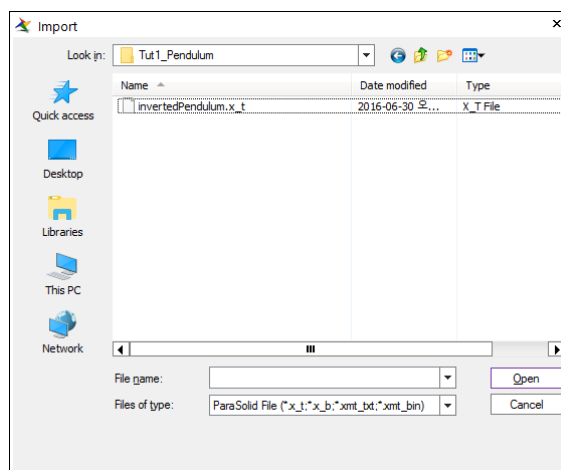 Import
Look in: Tut1_Pendulum
Name Date modified Type
invertedPendulum.x_t 2016-06-30 오... X_T File
Quick access
Desktop
Libraries
This PC
Network
File name: Open
Files of type: ParaSolid File (*.x_t;*.x_b;*.xmt_txt;*.xmt_bin) Cancel